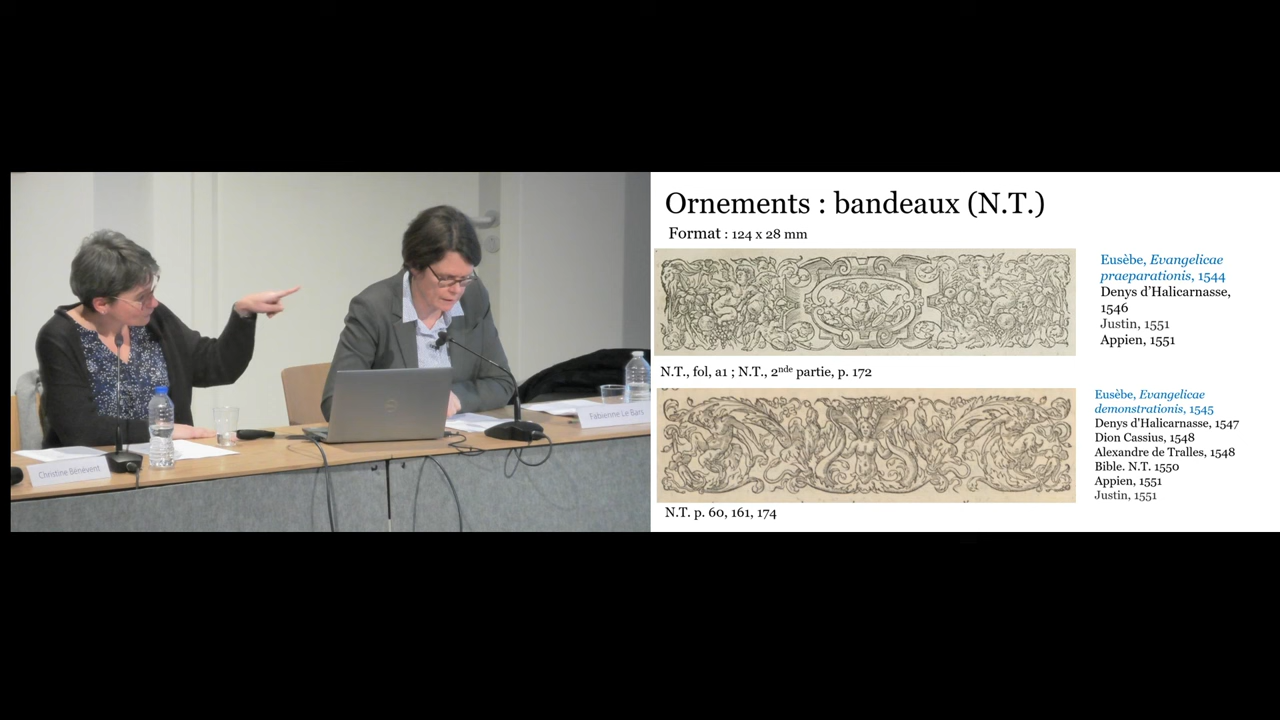 Christine Bénévent
Fabienne Le Bars
Ornements : bandeaux (N.T.)
Format : 124 x 28 mm
Eusèbe, Evangelicae
praeparationis, 1544
Denys d’Halicarnasse,
1546
Justin, 1551
Appien, 1551
N.T., fol, a1 ; N.T., 2nde partie, p. 172
Eusèbe, Evangelicae
demonstrationis, 1545
Denys d'Halicarnasse, 1547
Dion Cassius, 1548
Alexandre de Tralles, 1548
Bible. N.T. 1550
Appien, 1551
Justin, 1551
N.T. p. 60, 161, 174